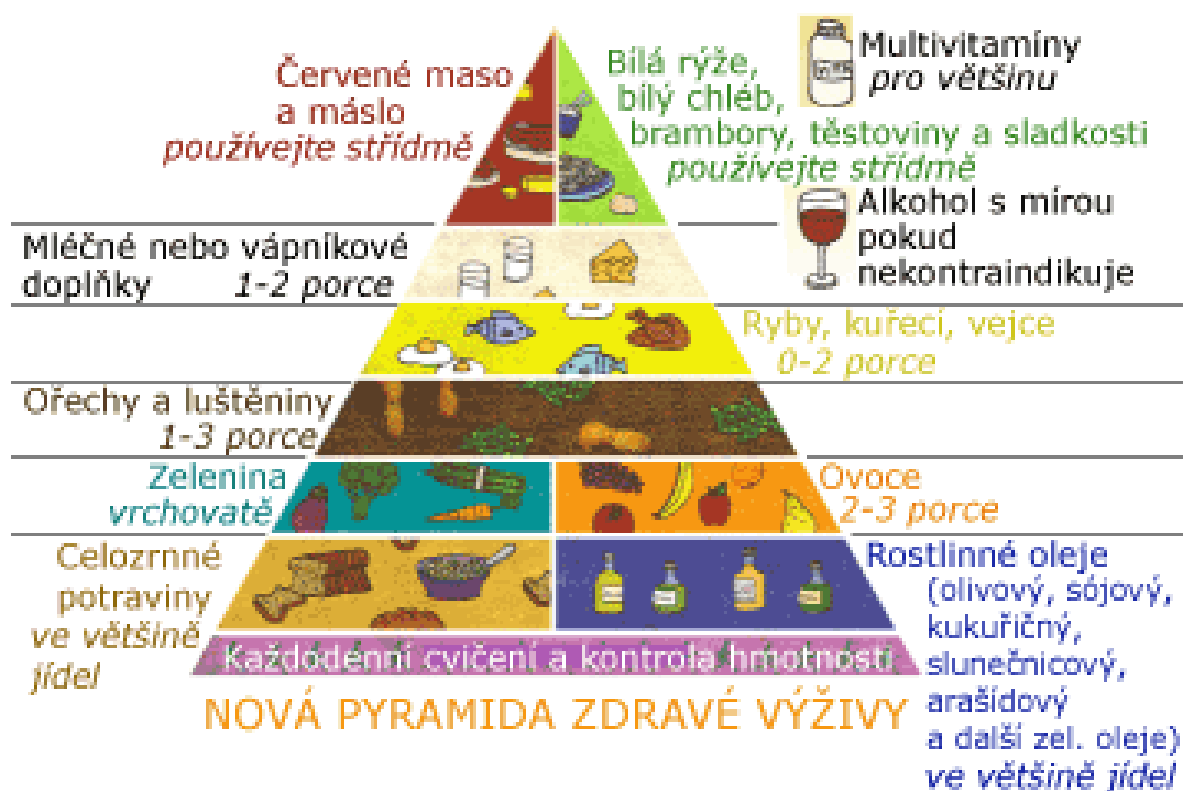 Červené maso
a máslo
používejte střídmě
Bílá rýže,
bílý chléb,
brambory, těstoviny a sladkosti
používejte střídmě
Multivitamíny
pro většinu
Alkohol s mírou
pokud
nekontraindikuje
Mléčné nebo vápníkové
doplňky 1-2 porce
Ryby, kuřecí, vejce
0-2 porce
Ořechy a luštěniny
1-3 porce
Zelenina
vrchovatě
Ovoce
2-3 porce
Celozrnné
potraviny
ve většině
jídel
Rostlinné oleje
(olivový, sójový,
kukuřičný,
slunečnicový,
arašídový
a další zel. oleje)
ve většině jídel
Každodenní cvičení a kontrola hmotnosti
NOVÁ PYRAMIDA ZDRAVÉ VÝŽIVY